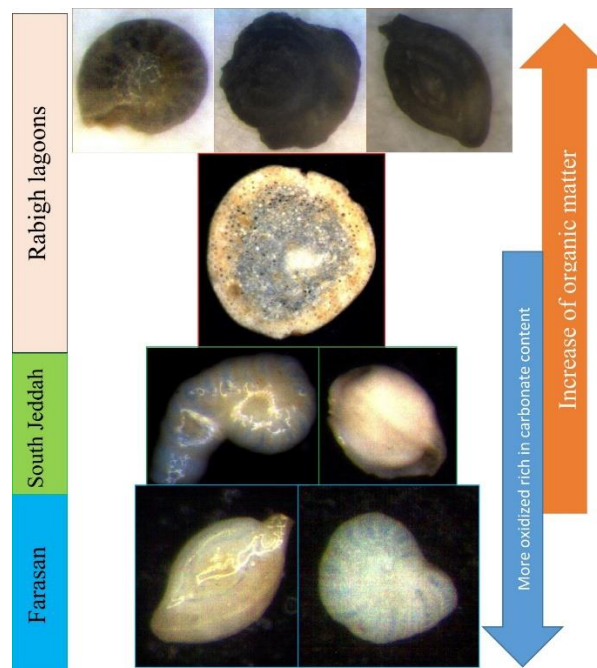 Rabigh lagoons
South Jeddah
Farasan
More oxidized rich in carbonate content
Increase of organic matter